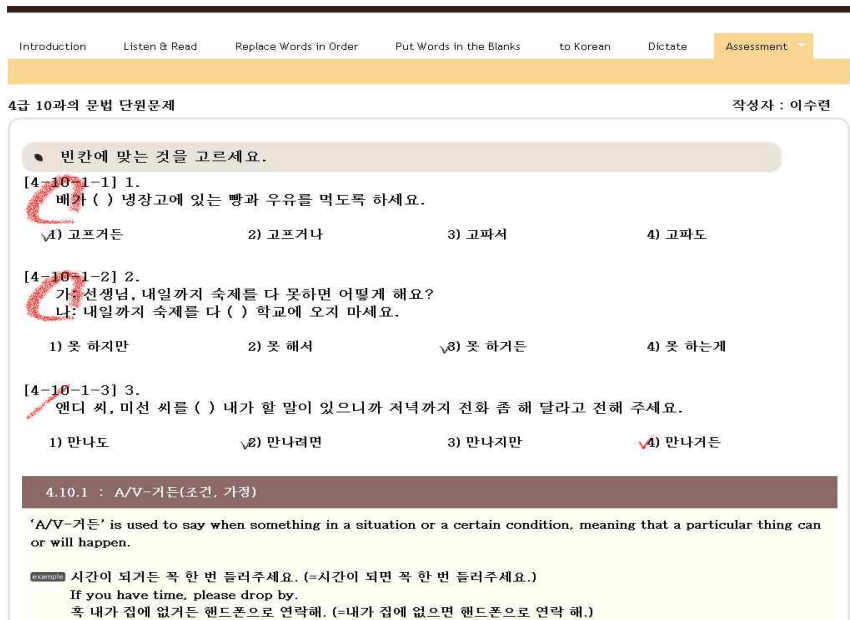 Introduction Listen & Read Replace Words in Order Put Words in the Blanks to Korean Dictate Assessment
4급 10과의 문법 단원문제 작성자 : 이수련
빈칸에 맞는 것을 고르세요.
[4-10-1-1] 1.
배가 ( ) 냉장고에 있는 빵과 우유를 먹도록 하세요.
1) 고프거든 2) 고프거나 3) 고파서 4) 고파도
[4-10-1-2] 2.
가: 선생님, 내일까지 숙제를 다 못하면 어떻게 해요?
나: 내일까지 숙제를 다 ( ) 학교에 오지 마세요.
1) 못 하지만 2) 못 해서 3) 못 하거든 4) 못 하는게
[4-10-1-3] 3.
앤디 씨, 미선 씨를 ( ) 내가 할 말이 있으니까 저녁까지 전화 좀 해 달라고 전해 주세요.
1) 만나도 2) 만나려면 3) 만나지만 4) 만나거든
4.10.1 : A/V-거든(조건, 가정)
‘A/V-거든’ is used to say when something in a situation or a certain condition, meaning that a particular thing can
or will happen.
example 시간이 되거든 꼭 한 번 들러주세요. (=시간이 되면 꼭 한 번 들러주세요.)
If you have time, please drop by.
혹 내가 집에 없거든 핸드폰으로 연락해. (=내가 집에 없으면 핸드폰으로 연락 해.)